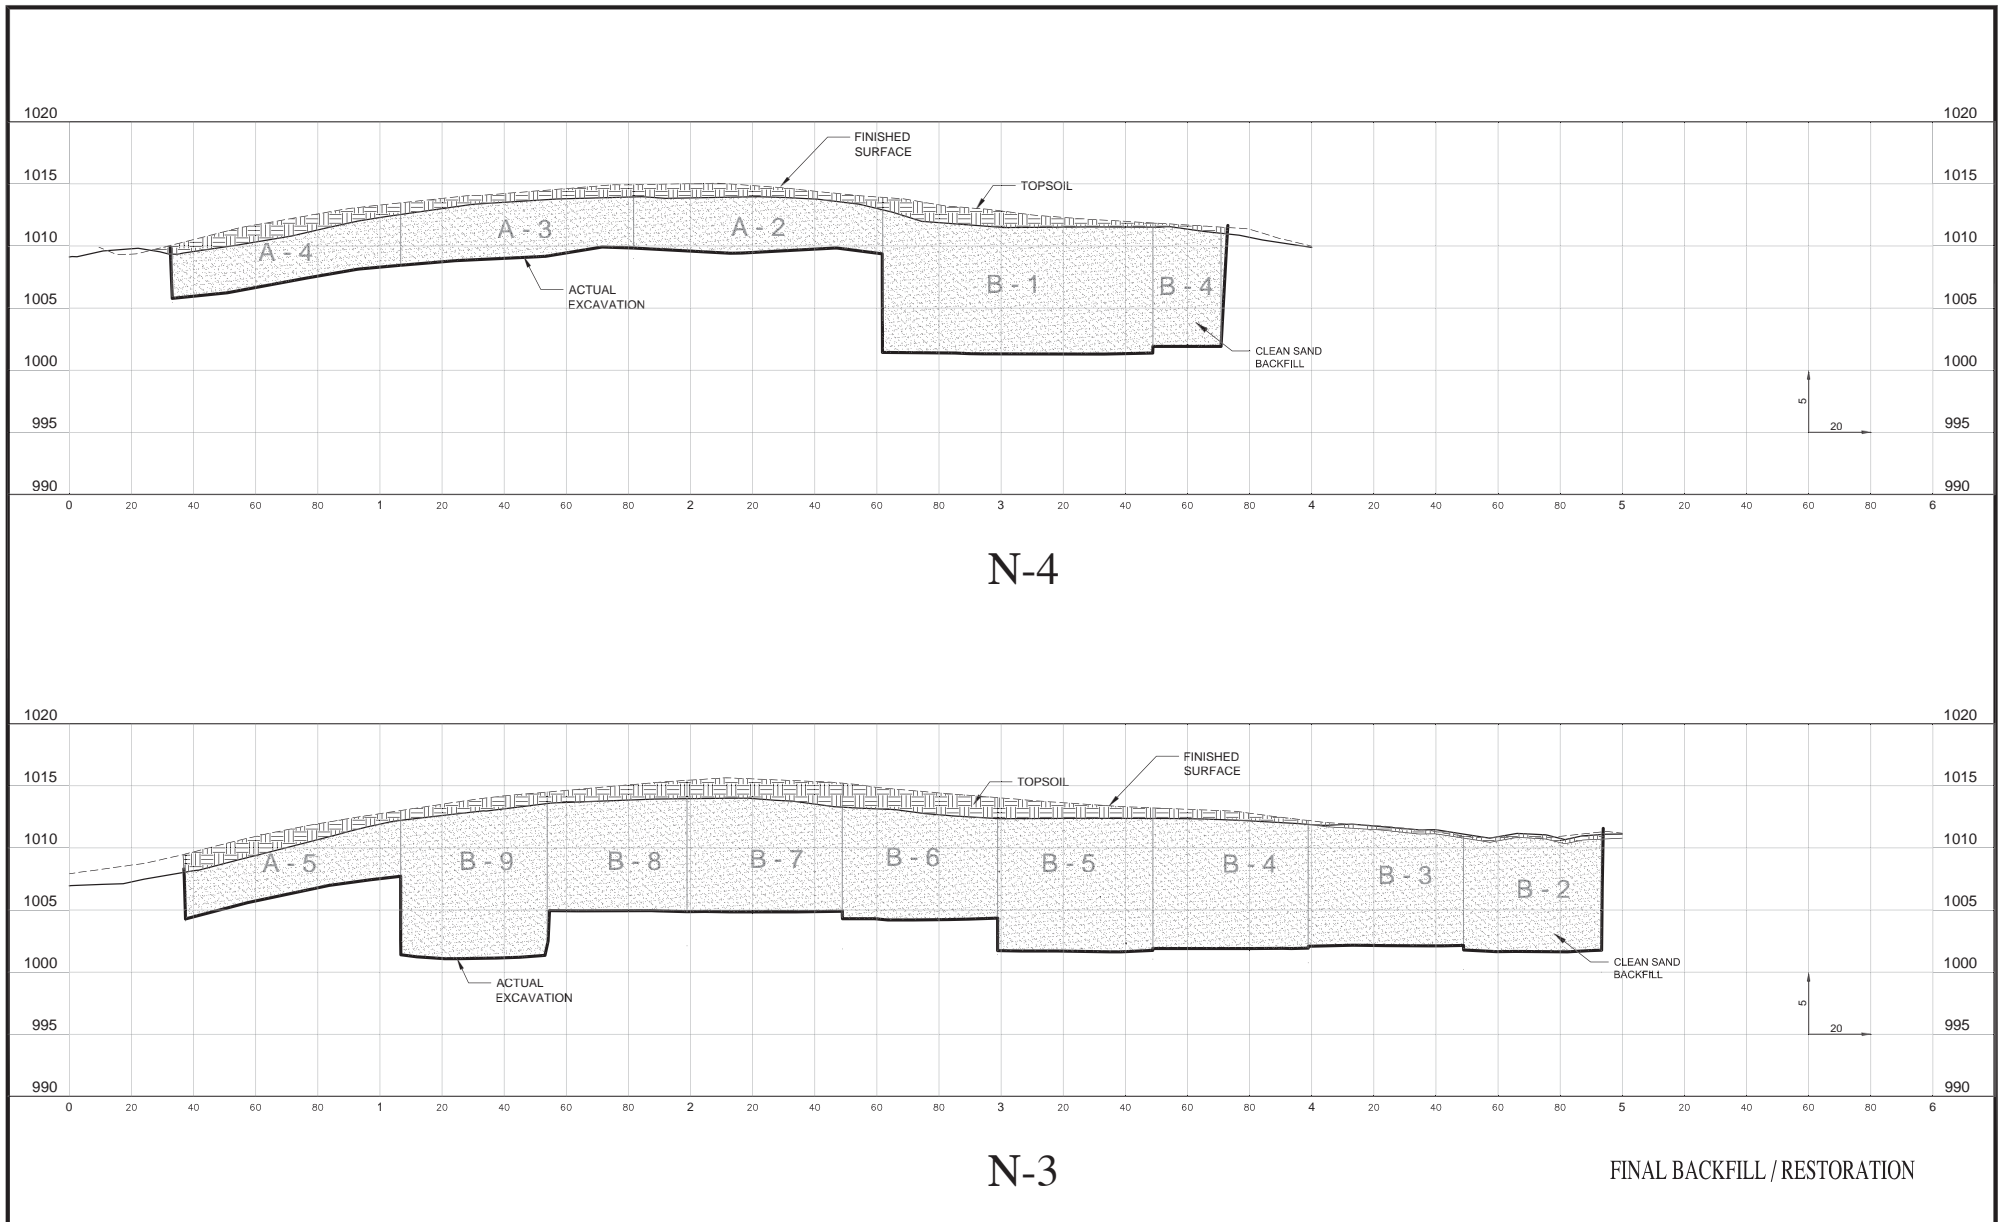 1020 1020
FINISHED
SURFACE
1015 1015
TOPSOIL
A - 3 A - 2
1010 1010
A - 4
B - 1 B - 4
ACTUAL
EXCAVATION
1005 1005
CLEAN SAND
BACKFILL
1000 1000
5
995 20 995
990 990
0 20 40 60 80 1 20 40 60 80 2 20 40 60 80 3 20 40 60 80 4 20 40 60 80 5 20 40 60 80 6
N-4
1020 1020
FINISHED
SURFACE
1015 TOPSOIL 1015
1010 1010
A - 5 B - 9 B - 8 B - 7 B - 6 B - 5 B - 4 B - 3 B - 2
1005 1005
CLEAN SAND
BACKFILL
1000 1000
ACTUAL
EXCAVATION
5
995 20 995
990 990
0 20 40 60 80 1 20 40 60 80 2 20 40 60 80 3 20 40 60 80 4 20 40 60 80 5 20 40 60 80 6
N-3
FINAL BACKFILL / RESTORATION